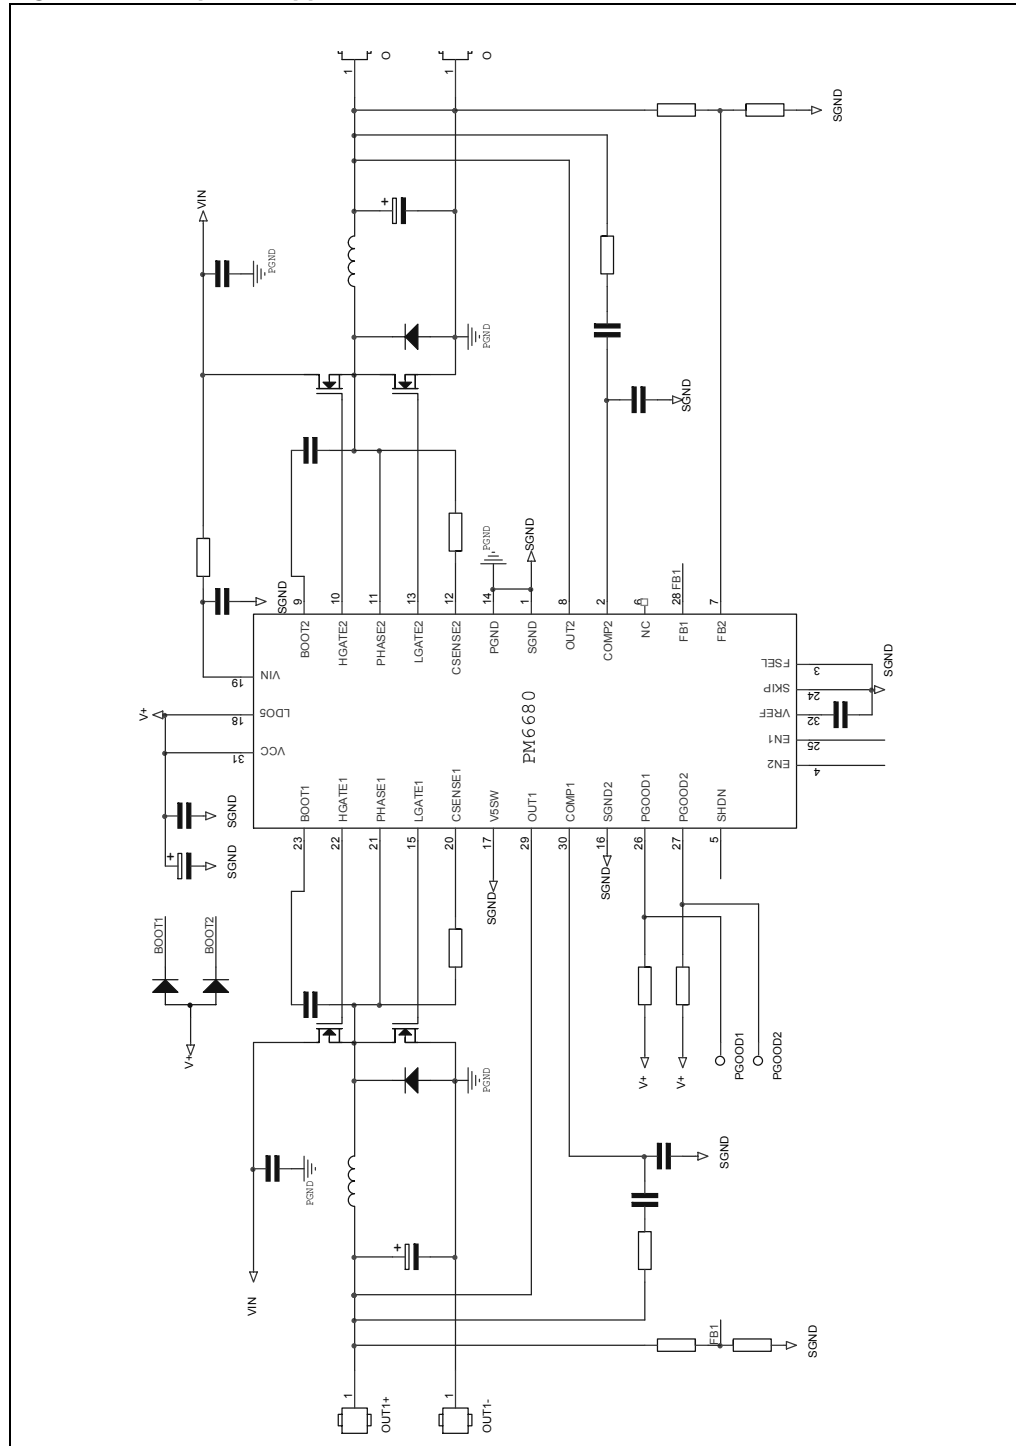 O
O
1
1
SGND
VIN
PGND
PGND
SGND
PGND
SGND
SGND
9
10
11
13
12
14
1
8
2
6
28 FB1
7
BOOT2
HGATE2
PHASE2
LGATE2
CSENSE2
PGND
SGND
OUT2
COMP2
NC
FB1
FB2
19
VIN
V+
18
LDO5
31
VCC
PM6680
FSEL
3
SKIP
24
VREF
32
EN1
25
EN2
4
SGND
BOOT1
HGATE1
PHASE1
LGATE1
CSENSE1
V5SW
OUT1
COMP1
SGND2
PGOOD1
PGOOD2
SHDN
23
22
21
15
20
17
29
30
16
26
27
5
SGND
SGND
+
+
+
SGND
SGND
BOOT1
BOOT2
V+
V+
V+
PGOOD1
PGOOD2
PGND
PGND
SGND
VIN
FB1
SGND
1
1
OUT1+
OUT1-